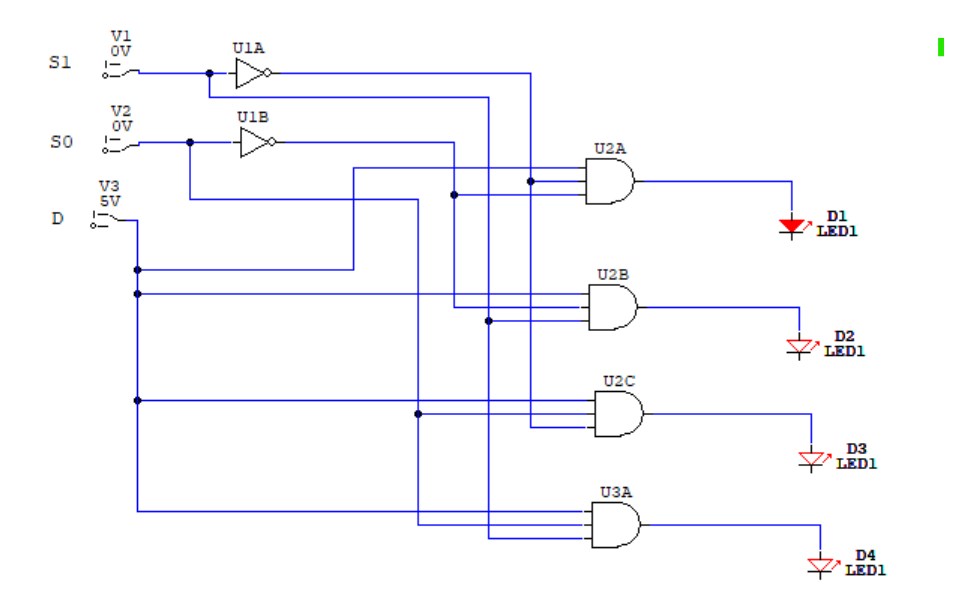 V1
0V
S1
U1A
V2
0V
S0
U1B
V3
5V
D
U2A
D1
LED1
U2B
D2
LED1
U2C
D3
LED1
U3A
D4
LED1